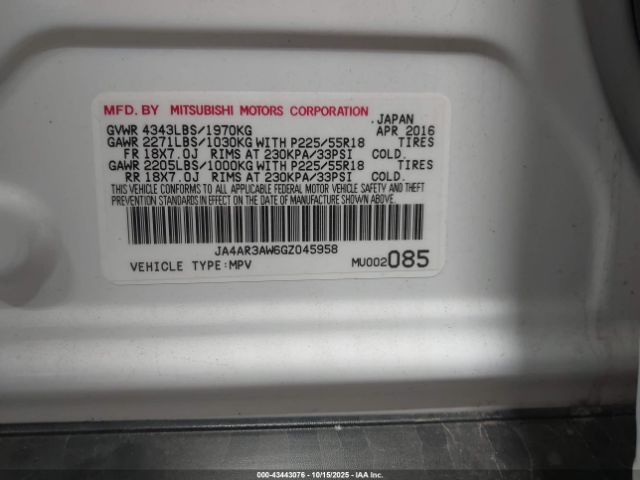 MFD. BY MITSUBISHI MOTORS CORPORATION
JAPAN
GVWR 4343LBS/1970KG APR 2016
GAWR 2271LBS/1030KG WITH P225/55R18 TIRES
FR 18X7.0J RIMS AT 230KPA/33PSI COLD.
GAWR 2205LBS/1000KG WITH P225/55R18 TIRES
RR 18X7.0J RIMS AT 230KPA/33PSI COLD.
THIS VEHICLE CONFORMS TO ALL APPLICABLE FEDERAL MOTOR VEHICLE SAFETY AND THEFT
PREVENTION STANDARDS IN EFFECT ON THE DATE OF MANUFACTURE SHOWN ABOVE.
JA4AR3AW6GZ045958
VEHICLE TYPE:MPV MU002085
000-43443076 - 10/15/2025 - IAA Inc.